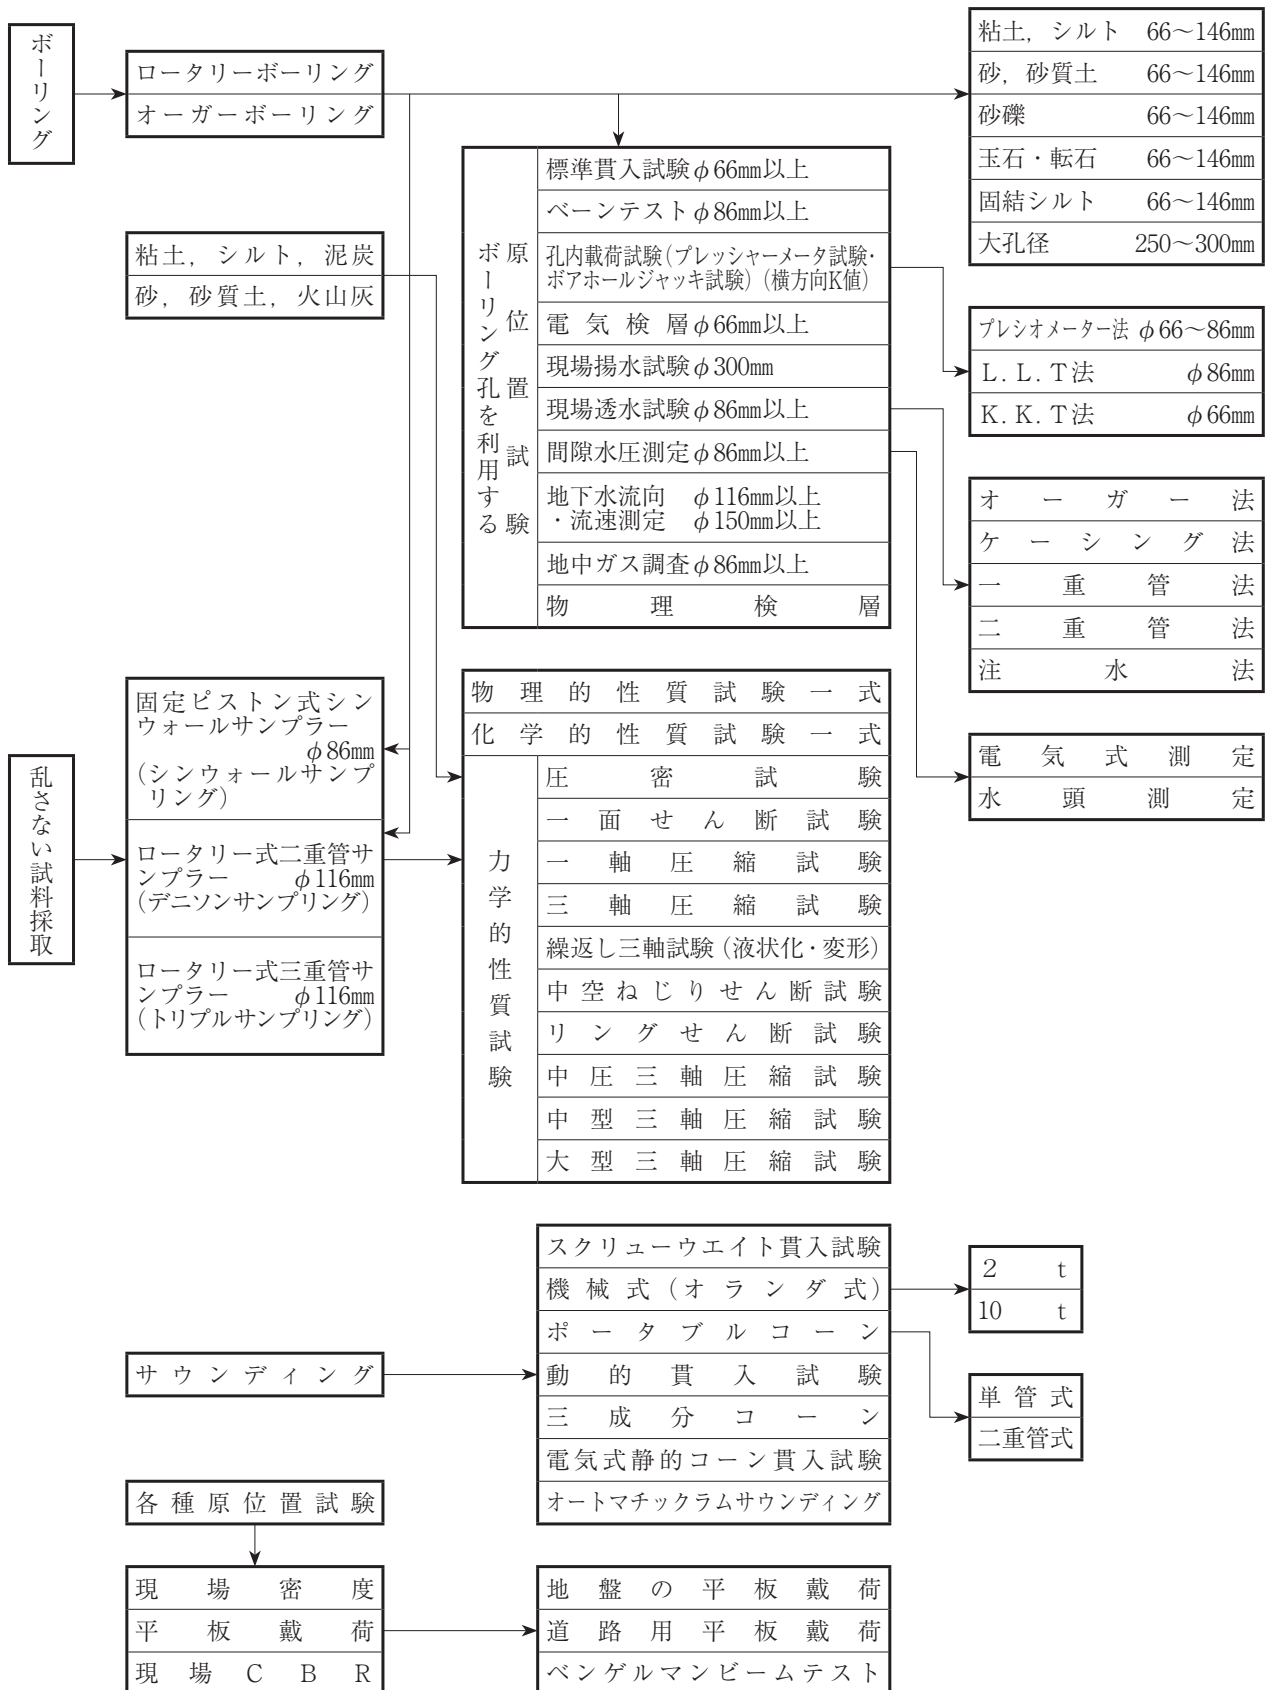 ボーリング
ロータリーボーリング
オーガーボーリング
粘土，シルト 66～146mm
砂，砂質土 66～146mm
砂礫 66～146mm
玉石・転石 66～146mm
固結シルト 66～146mm
大孔径 250～300mm
粘土，シルト，泥炭
砂，砂質土，火山灰
原位置試験
ボーリング孔を利用する
標準貫入試験φ66mm以上
ベーンテストφ86mm以上
孔内載荷試験（プレッシャーメータ試験・
ボアホールジャッキ試験）（横方向K値）
電気検層φ66mm以上
現場揚水試験φ300mm
現場透水試験φ86mm以上
間隙水圧測定φ86mm以上
地下水流向 φ116mm以上
・流速測定 φ150mm以上
地中ガス調査φ86mm以上
物理検層
プレシオメーター法 φ66～86mm
L.L.T法 φ86mm
K.K.T法 φ66mm
オーガー法
ケーシング法
一重管法
二重管法
注水法
電気式測定
水頭測定
乱さない試料採取
固定ピストン式シン
ウォールサンプラー
φ86mm
（シンウォールサンプ
リング）
ロータリー式二重管サ
ンプラー φ116mm
（デニソンサンプリング）
ロータリー式三重管サ
ンプラー φ116mm
（トリプルサンプリング）
物理的性質試験一式
化学的性質試験一式
力学的性質試験
圧密試験
一面せん断試験
一軸圧縮試験
三軸圧縮試験
繰返し三軸試験（液状化・変形）
中空ねじりせん断試験
リングせん断試験
中圧三軸圧縮試験
中型三軸圧縮試験
大型三軸圧縮試験
サウンディング
スクリューウエイト貫入試験
機械式（オランダ式）
ポータブルコーン
動的貫入試験
三成分コーン
電気式静的コーン貫入試験
オートマチックラムサウンディング
2 t
10 t
単管式
二重管式
各種原位置試験
現場密度
平板載荷
現場CBR
地盤の平板載荷
道路用平板載荷
ベンゲルマンビームテスト